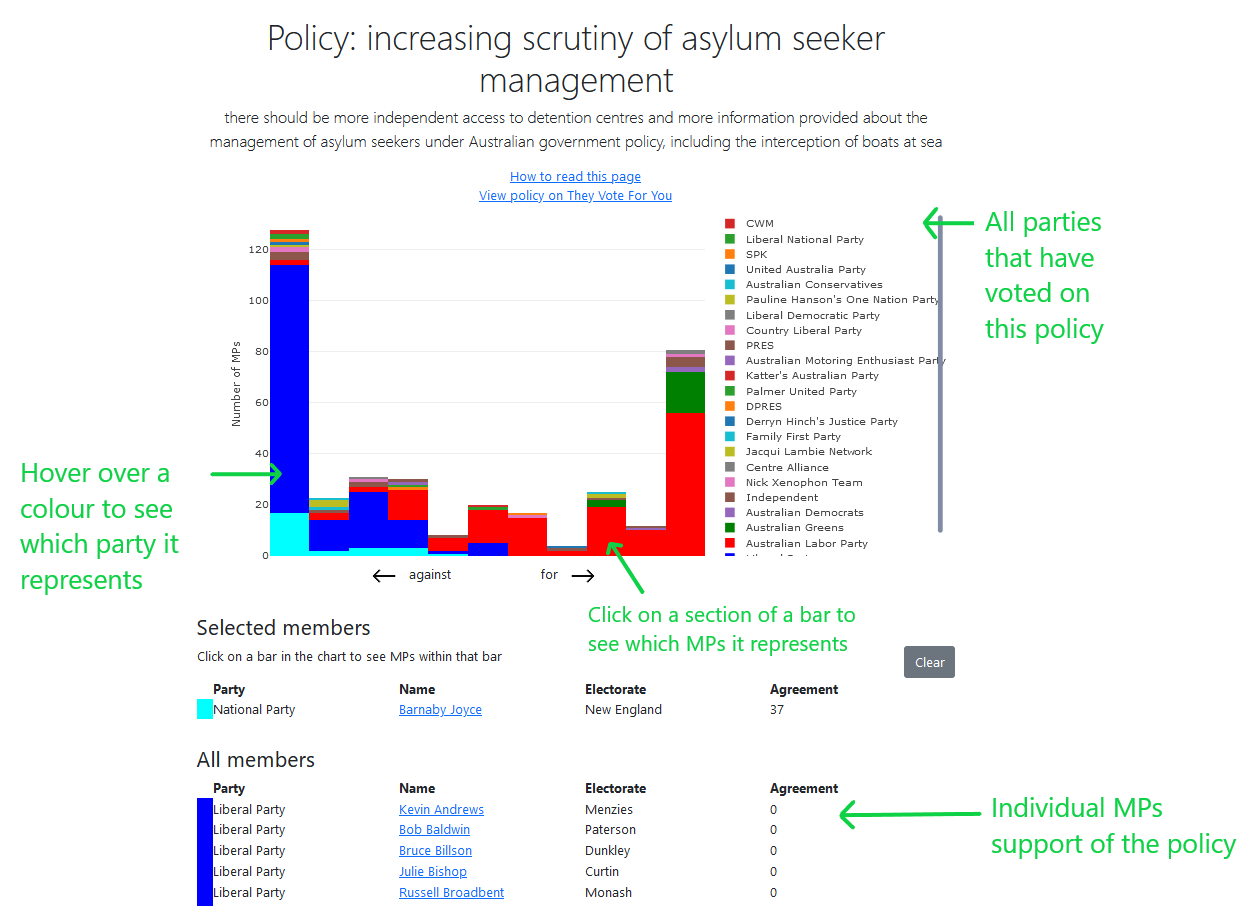 Policy: increasing scrutiny of asylum seeker
management
there should be more independent access to detention centres and more information provided about the
management of asylum seekers under Australian government policy, including the interception of boats at sea
How to read this page
View policy on They Vote For You
Number of MPs
120
100
80
60
40
20
0
against
for
CWM
Liberal National Party
SPK
United Australia Party
Australian Conservatives
Pauline Hanson's One Nation Party
Liberal Democratic Party
Country Liberal Party
PRES
Australian Motoring Enthusiast Party
Katter's Australian Party
Palmer United Party
DPRES
Derryn Hinch's Justice Party
Family First Party
Jacqui Lambie Network
Centre Alliance
Nick Xenophon Team
Independent
Australian Democrats
Australian Greens
Australian Labor Party
All parties
that have
voted on
this policy
Hover over a
colour to see
which party it
represents
Click on a section of a bar to
see which MPs it represents
Selected members
Click on a bar in the chart to see MPs within that bar
Clear
Party Name Electorate Agreement
National Party Barnaby Joyce New England 37
All members
Party Name Electorate Agreement
Liberal Party Kevin Andrews Menzies 0
Liberal Party Bob Baldwin Paterson 0
Liberal Party Bruce Billson Dunkley 0
Liberal Party Julie Bishop Curtin 0
Liberal Party Russell Broadbent Monash 0
Individual MPs
support of the policy